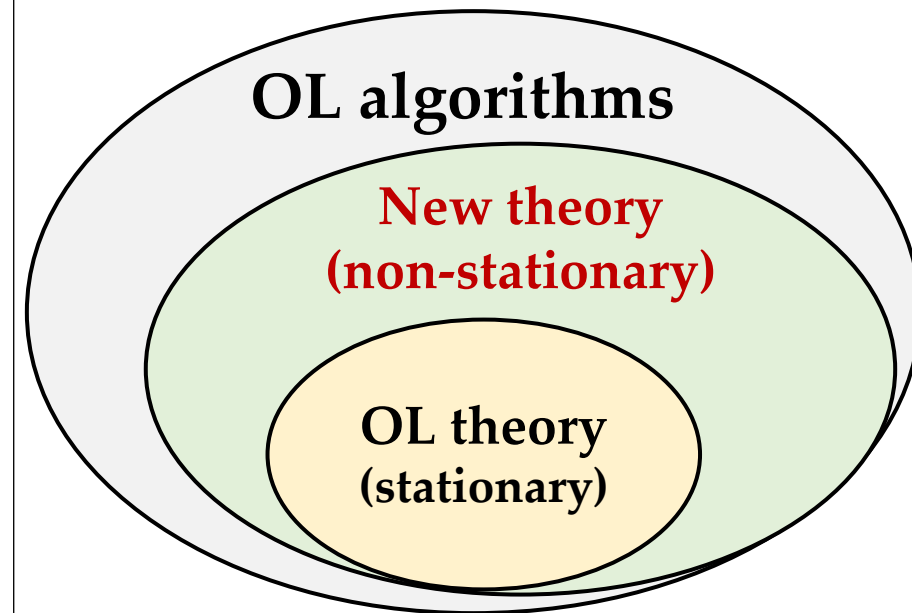 OL algorithms
New theory
(non-stationary)
OL theory
(stationary)